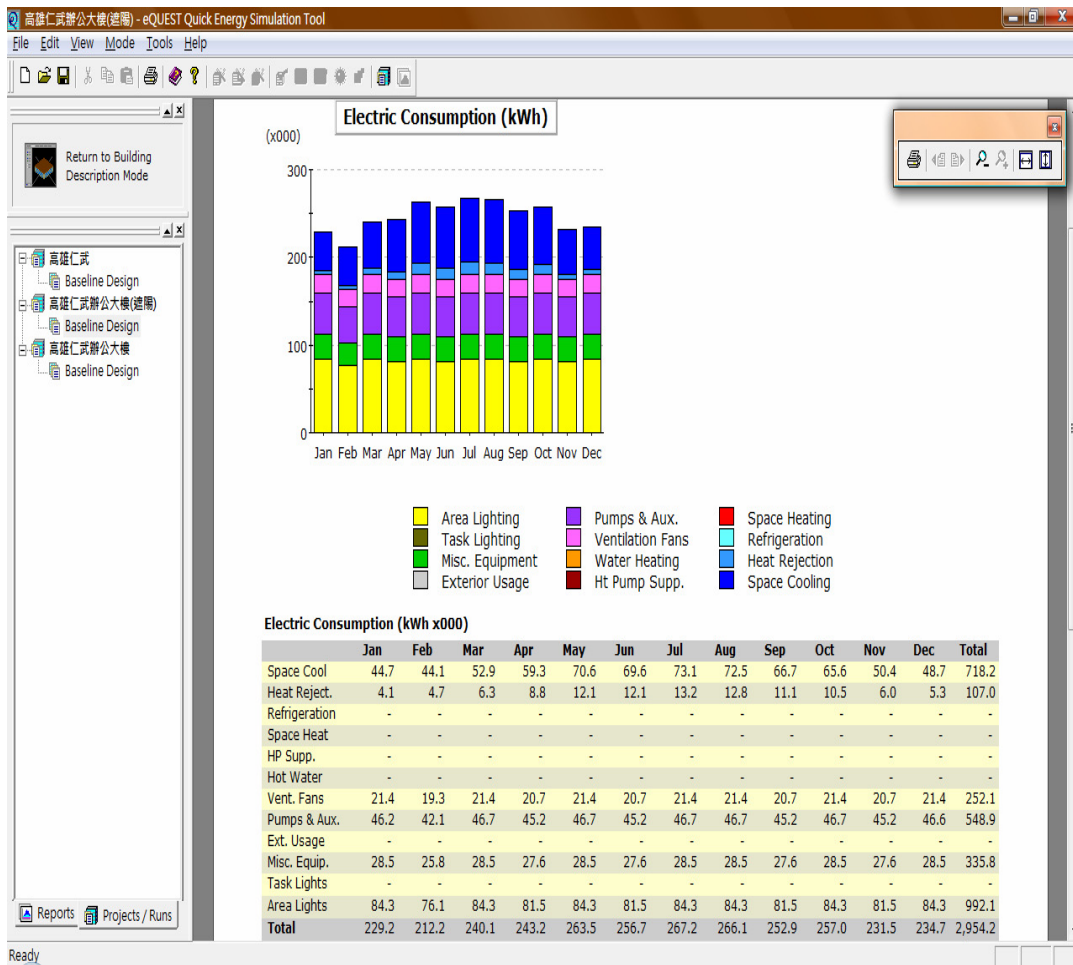 高雄仁武辦公大樓(遮陽) - eQUEST Quick Energy Simulation Tool
File Edit View Mode Tools Help
Return to Building
Description Mode
高雄仁武
Baseline Design
高雄仁武辦公大樓(遮陽)
Baseline Design
高雄仁武辦公大樓
Baseline Design
Reports Projects / Runs
Electric Consumption (kWh)
(x000)
300
200
100
0
Jan Feb Mar Apr May Jun Jul Aug Sep Oct Nov Dec
Area Lighting Pumps & Aux. Space Heating
Task Lighting Ventilation Fans Refrigeration
Misc. Equipment Water Heating Heat Rejection
Exterior Usage Ht Pump Supp. Space Cooling
Electric Consumption (kWh x000)
Jan Feb Mar Apr May Jun Jul Aug Sep Oct Nov Dec Total
Space Cool 44.7 44.1 52.9 59.3 70.6 69.6 73.1 72.5 66.7 65.6 50.4 48.7 718.2
Heat Reject. 4.1 4.7 6.3 8.8 12.1 12.1 13.2 12.8 11.1 10.5 6.0 5.3 107.0
Refrigeration - - - - - - - - - - - - -
Space Heat - - - - - - - - - - - - -
HP Supp. - - - - - - - - - - - - -
Hot Water - - - - - - - - - - - - -
Vent. Fans 21.4 19.3 21.4 20.7 21.4 20.7 21.4 21.4 20.7 21.4 20.7 21.4 252.1
Pumps & Aux. 46.2 42.1 46.7 45.2 46.7 45.2 46.7 46.7 45.2 46.7 45.2 46.6 548.9
Ext. Usage - - - - - - - - - - - - -
Misc. Equip. 28.5 25.8 28.5 27.6 28.5 27.6 28.5 28.5 27.6 28.5 27.6 28.5 335.8
Task Lights - - - - - - - - - - - - -
Area Lights 84.3 76.1 84.3 81.5 84.3 81.5 84.3 84.3 81.5 84.3 81.5 84.3 992.1
Total 229.2 212.2 240.1 243.2 263.5 256.7 267.2 266.1 252.9 257.0 231.5 234.7 2,954.2
Ready